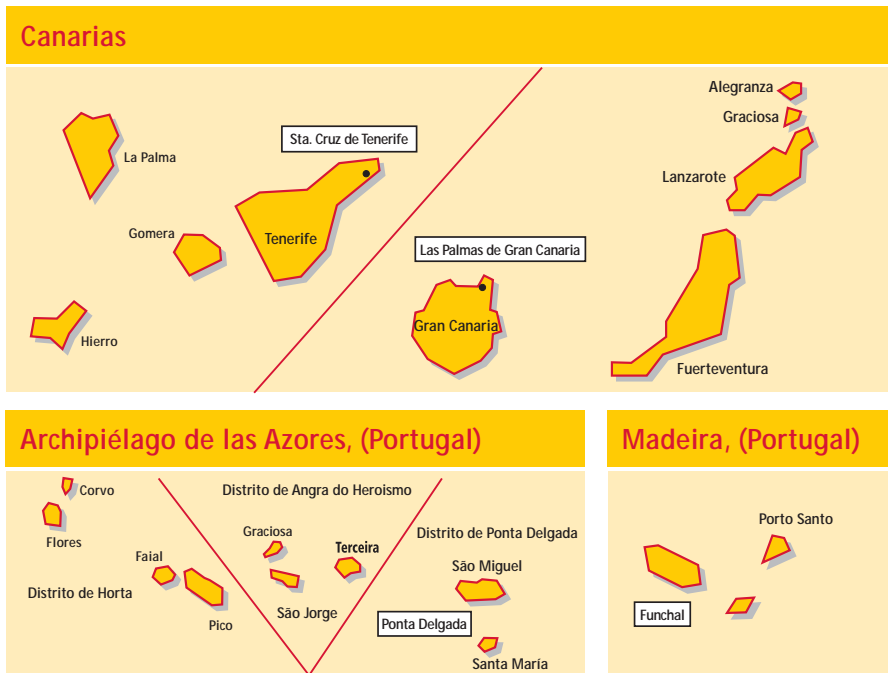 Canarias
Alegranza
Graciosa
Sta. Cruz de Tenerife
La Palma
Lanzarote
Gomera
Tenerife
Las Palmas de Gran Canaria
Gran Canaria
Hierro
Fuerteventura
Archipiélago de las Azores, (Portugal)
Corvo
Flores
Faial
Distrito de Horta
Pico
Distrito de Angra do Heroismo
Graciosa
Terceira
São Jorge
Distrito de Ponta Delgada
São Miguel
Ponta Delgada
Santa María
Madeira, (Portugal)
Porto Santo
Funchal